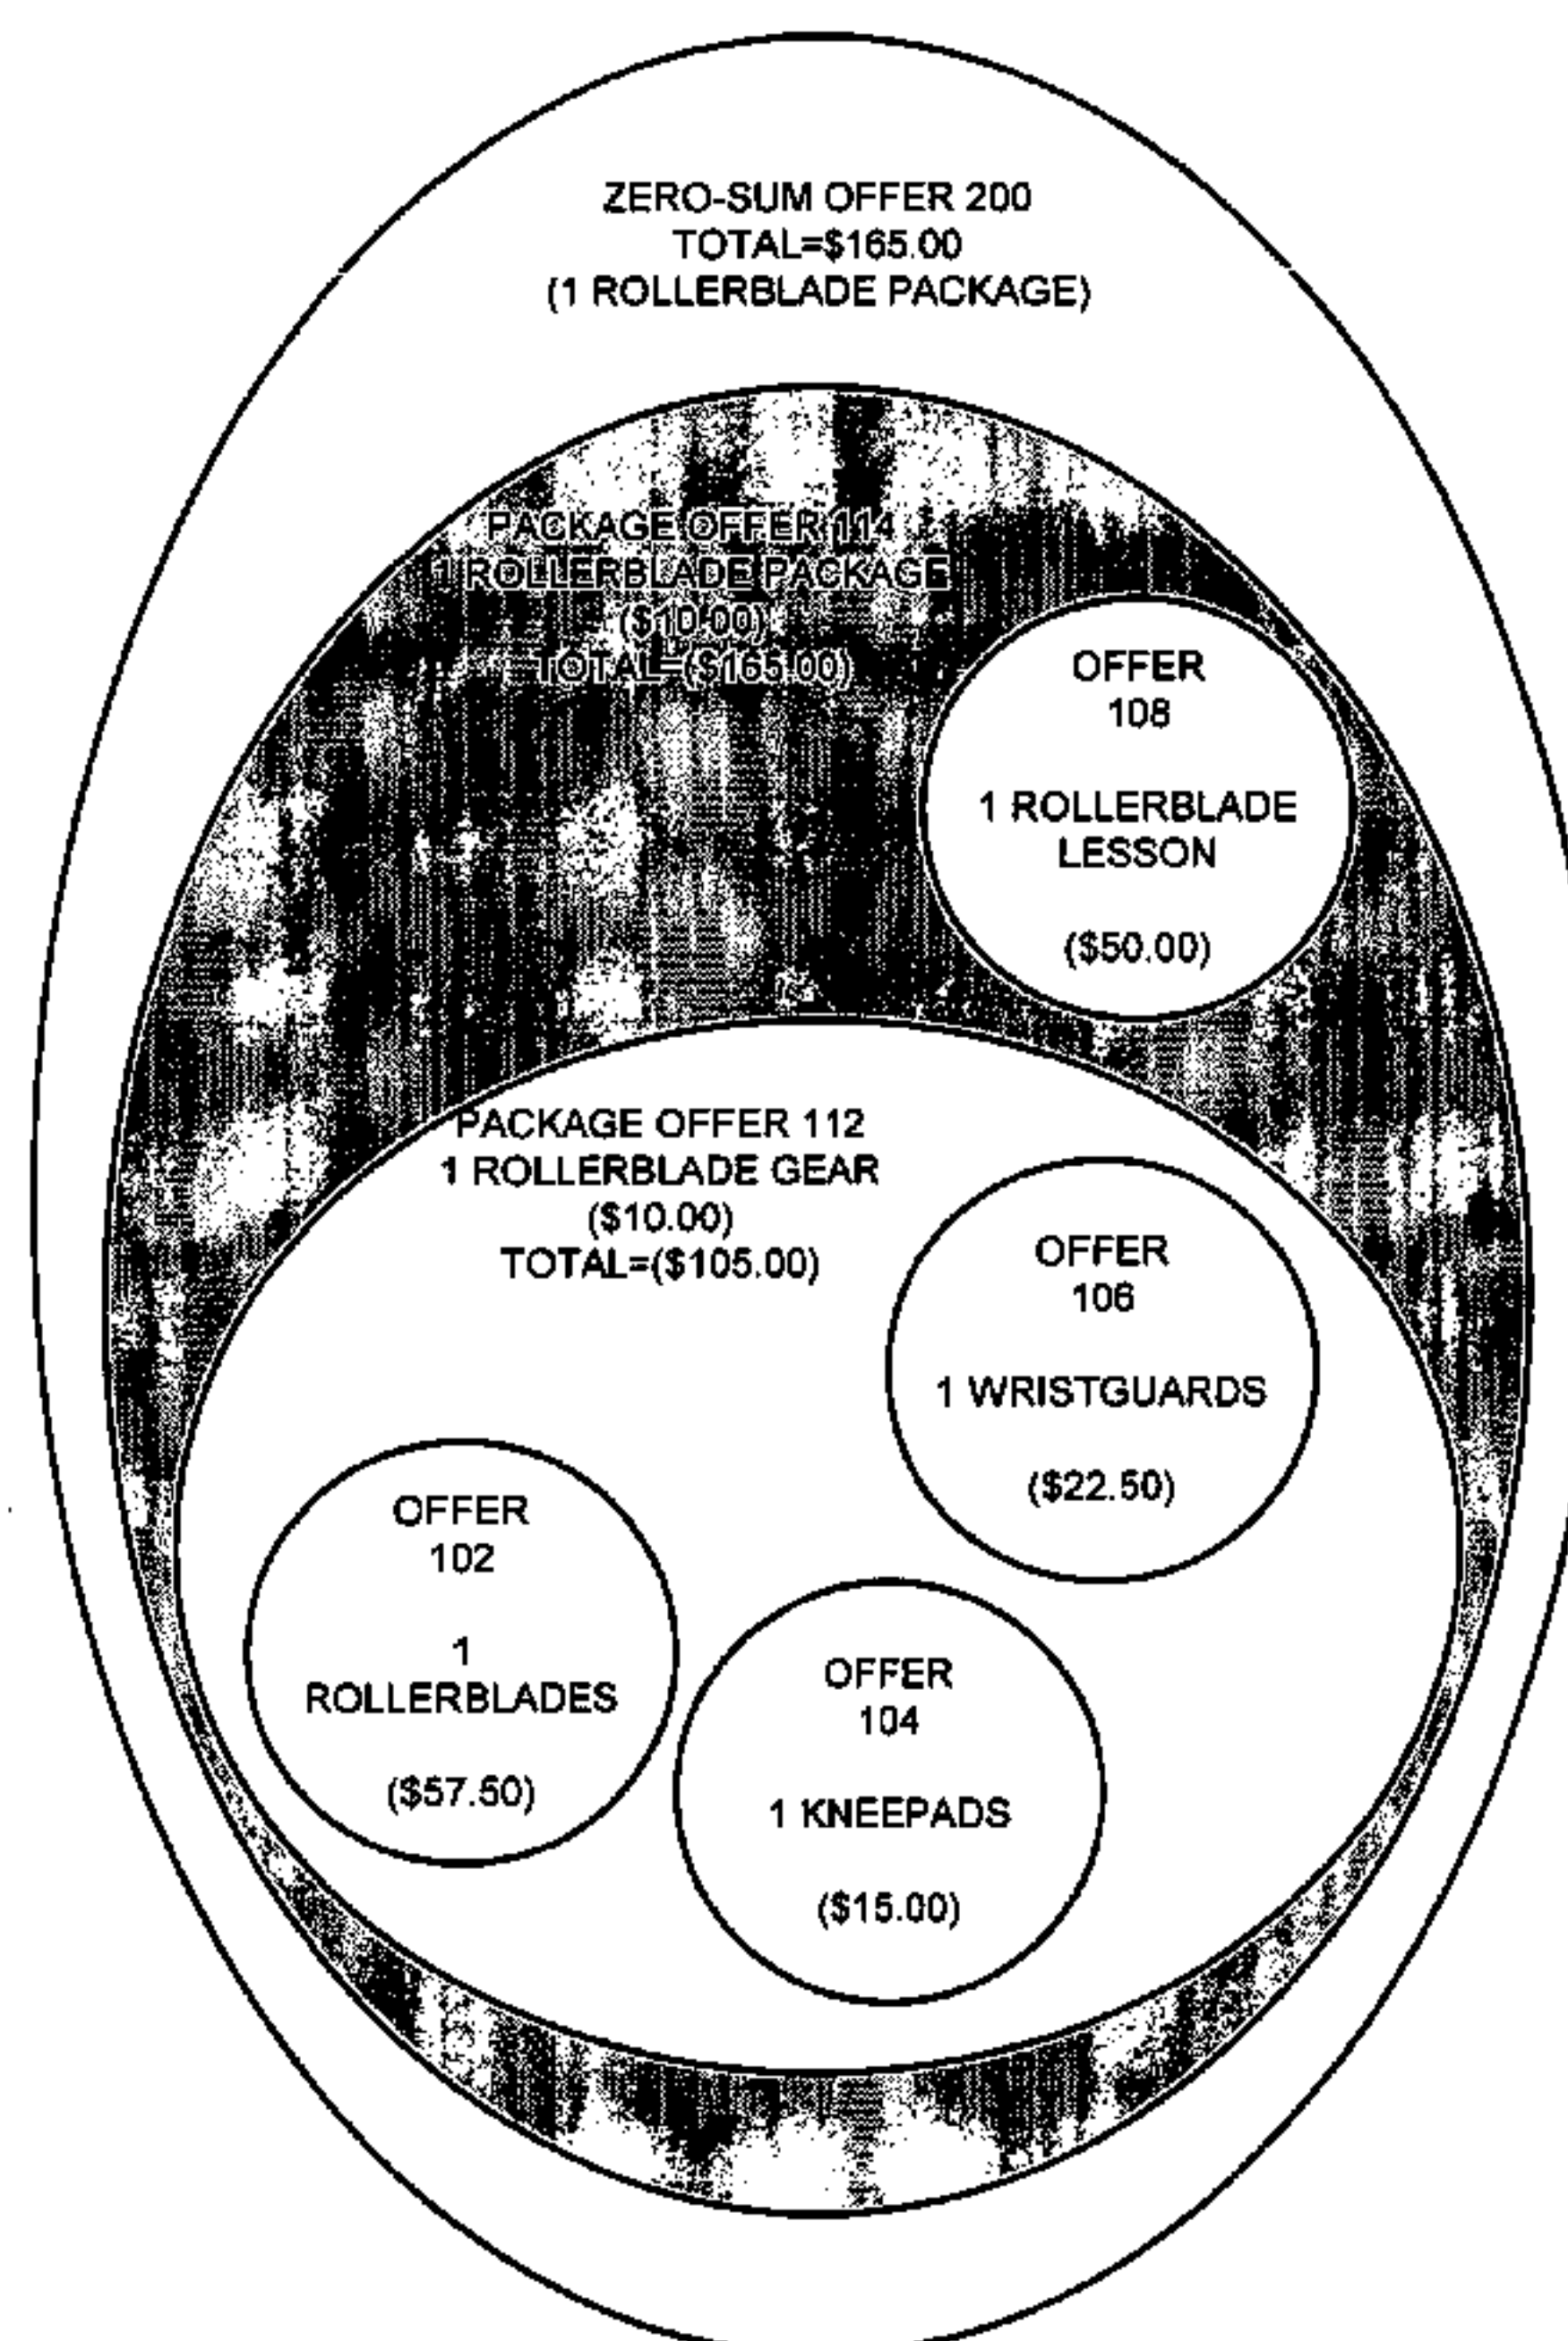 ZERO-SUM OFFER 200
TOTAL=$165.00
(1 ROLLERBLADE PACKAGE)
PACKAGE OFFER 114
1 ROLLERBLADE PACKAGE
($10.00)
TOTAL=($165.00)
OFFER
108
1 ROLLERBLADE
LESSON
($50.00)
PACKAGE OFFER 112
1 ROLLERBLADE GEAR
($10.00)
TOTAL=($105.00)
OFFER
106
1 WRISTGUARDS
($22.50)
OFFER
102
1
ROLLERBLADES
($57.50)
OFFER
104
1 KNEEPADS
($15.00)